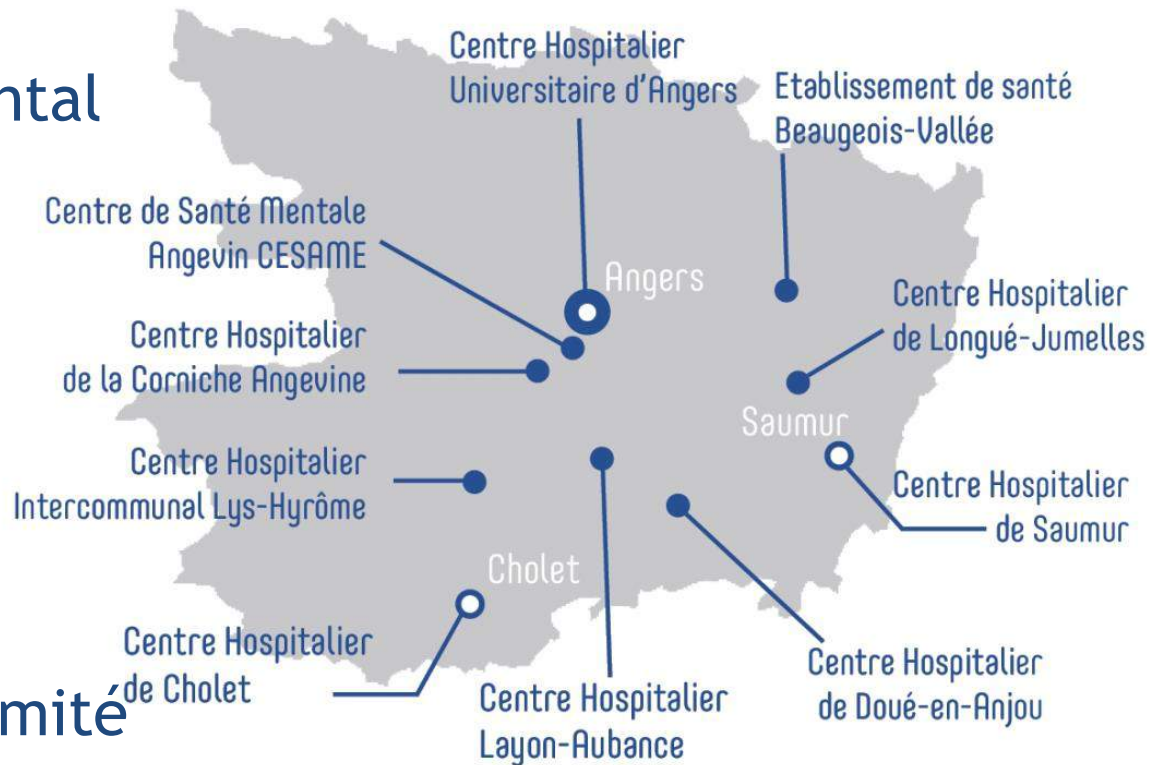 ntal
Centre Hospitalier
Universitaire d'Angers
Etablissement de santé
Beaugeois-Vallée
Centre de Santé Mentale
Angevin CESAME
Angers
Centre Hospitalier
de Longué-Jumelles
Centre Hospitalier
de la Corniche Angevine
Saumur
Centre Hospitalier
Intercommunal Lys-Hyrôme
Centre Hospitalier
de Saumur
Cholet
Centre Hospitalier
de Cholet
Centre Hospitalier
de Doué-en-Anjou
Centre Hospitalier
Layon-Aubance
mité